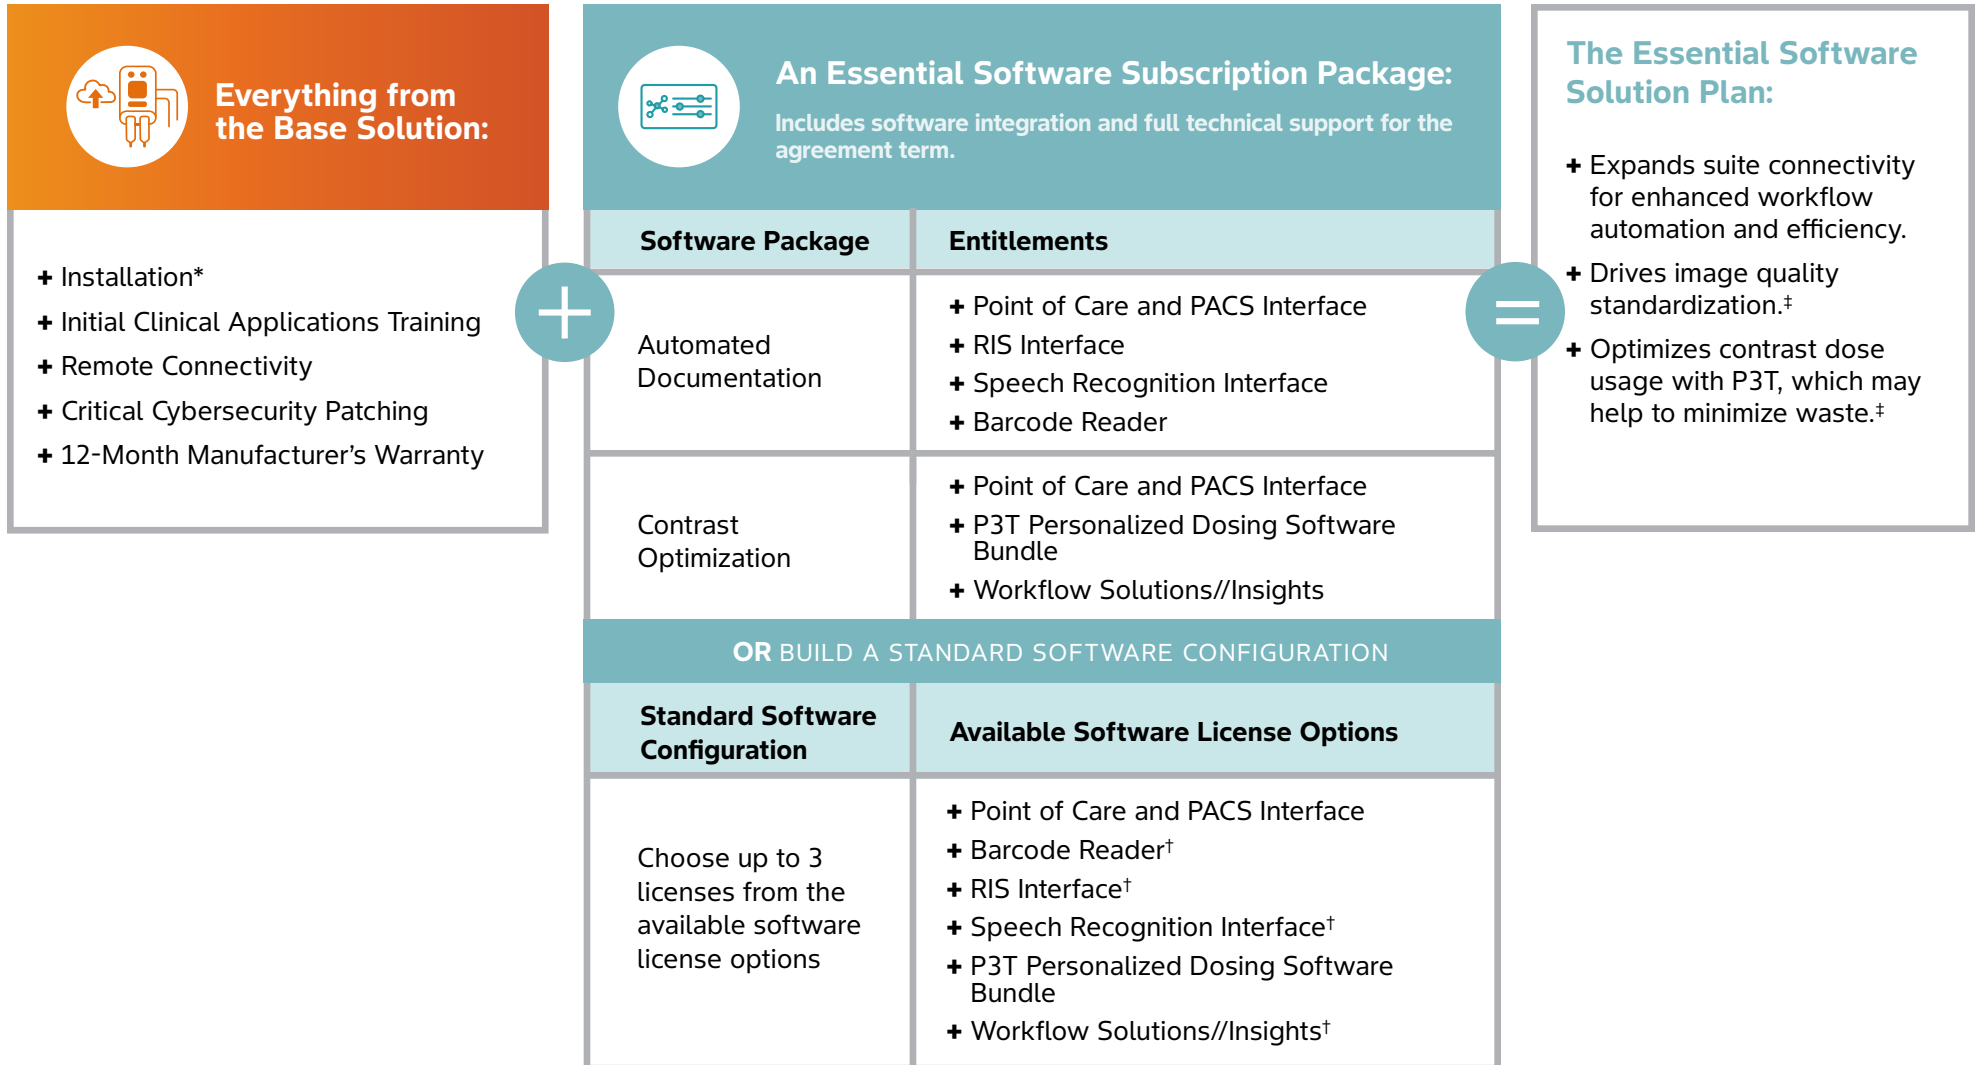 Everything from
the Base Solution:
+ Installation*
+ Initial Clinical Applications Training
+ Remote Connectivity
+ Critical Cybersecurity Patching
+ 12-Month Manufacturer’s Warranty
+
An Essential Software Subscription Package:
Includes software integration and full technical support for the
agreement term.
Software Package
Entitlements
Automated
Documentation
+ Point of Care and PACS Interface
+ RIS Interface
+ Speech Recognition Interface
+ Barcode Reader
Contrast
Optimization
+ Point of Care and PACS Interface
+ P3T Personalized Dosing Software
Bundle
+ Workflow Solutions//Insights
OR BUILD A STANDARD SOFTWARE CONFIGURATION
Standard Software
Configuration
Available Software License Options
Choose up to 3
licenses from the
available software
license options
+ Point of Care and PACS Interface
+ Barcode Reader†
+ RIS Interface†
+ Speech Recognition Interface†
+ P3T Personalized Dosing Software
Bundle
+ Workflow Solutions//Insights†
=
The Essential Software
Solution Plan:
+ Expands suite connectivity
for enhanced workflow
automation and efficiency.
+ Drives image quality
standardization.‡
+ Optimizes contrast dose
usage with P3T, which may
help to minimize waste.‡